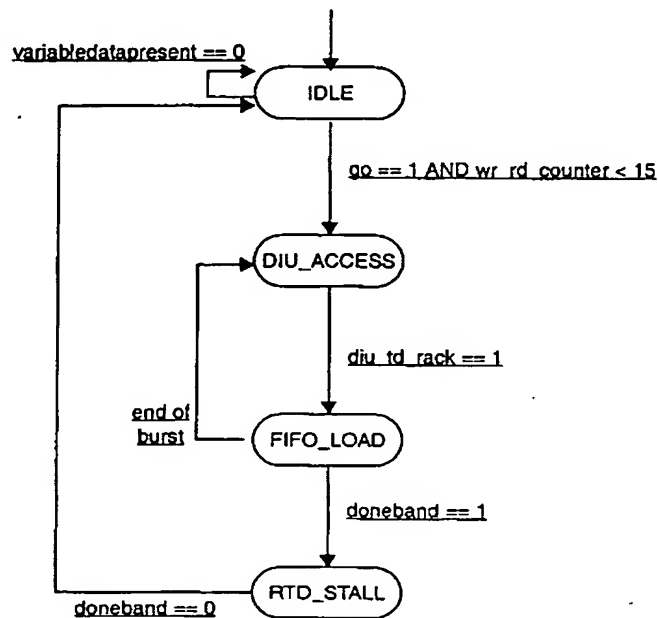 variabledatapresent == 0
IDLE
go == 1 AND wr_rd_counter < 15
DIU_ACCESS
diu_td_rack == 1
end of
burst
FIFO_LOAD
doneband == 1
RTD_STALL
doneband == 0